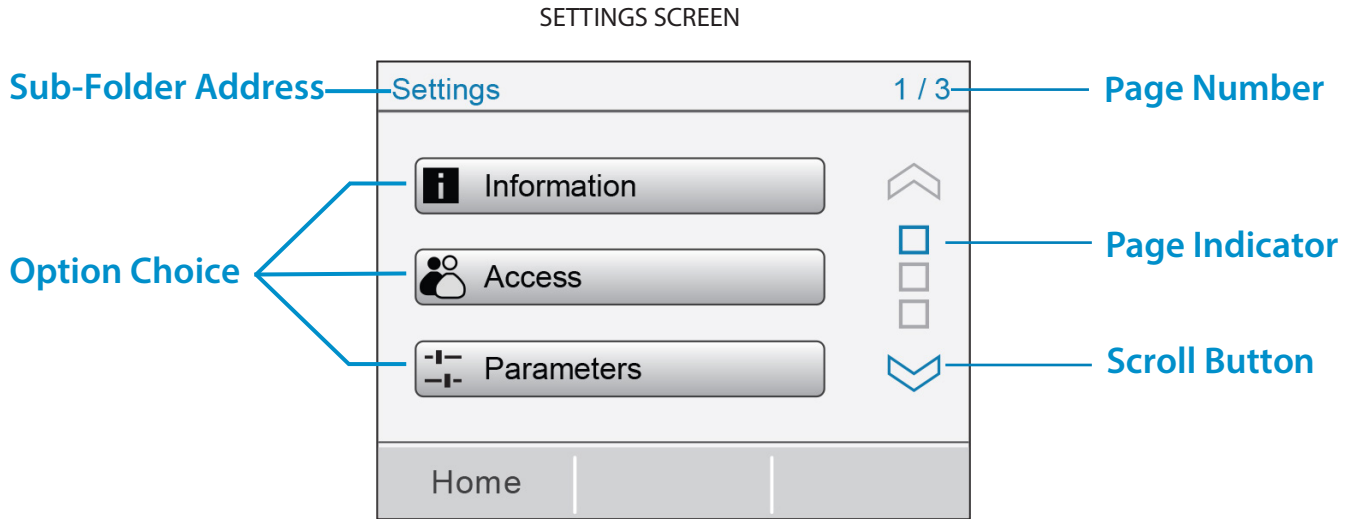 SETTINGS SCREEN
Sub-Folder Address
Settings
1 / 3
Page Number
i Information
Page Indicator
Option Choice
Access
Parameters
Scroll Button
Home